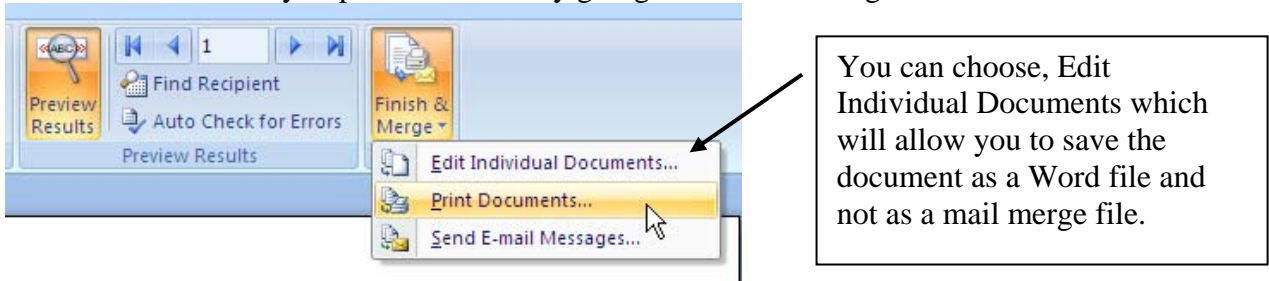 «ABC»
1
Find Recipient
Preview
Results
Auto Check for Errors
Preview Results
Finish &
Merge
Edit Individual Documents...
Print Documents...
Send E-mail Messages...
You can choose, Edit
Individual Documents which
will allow you to save the
document as a Word file and
not as a mail merge file.